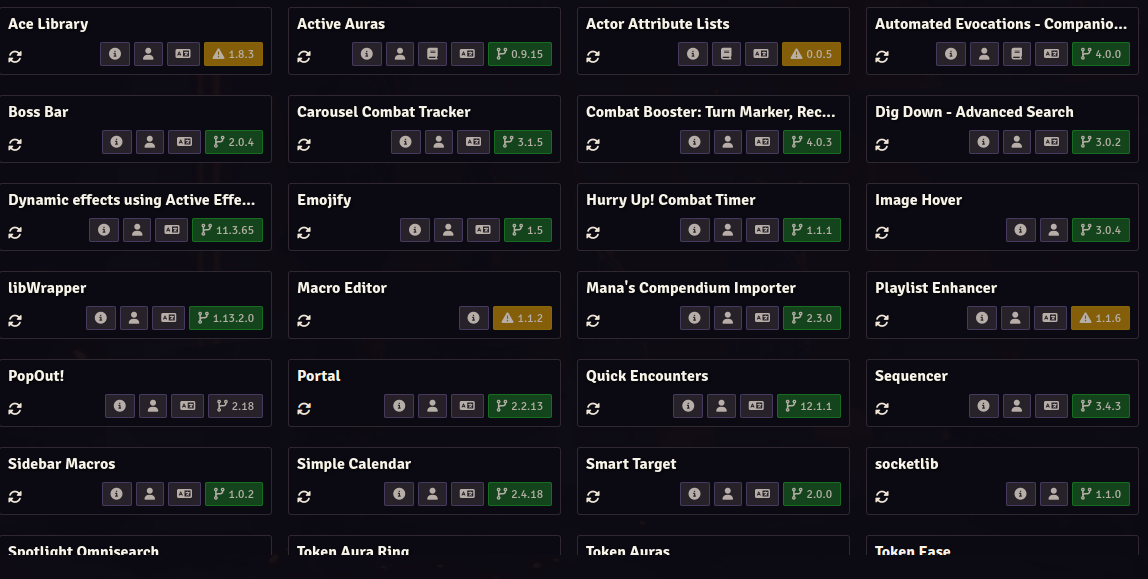 Ace Library
1.8.3
Active Auras
0.9.15
Actor Attribute Lists
0.0.5
Automated Evocations - Companio...
4.0.0
Boss Bar
2.0.4
Carousel Combat Tracker
3.1.5
Combat Booster: Turn Marker, Rec...
4.0.3
Dig Down - Advanced Search
3.0.2
Dynamic effects using Active Effe...
11.3.65
Emojify
1.5
Hurry Up! Combat Timer
1.1.1
Image Hover
3.0.4
libWrapper
1.13.2.0
Macro Editor
1.1.2
Mana's Compendium Importer
2.3.0
Playlist Enhancer
1.1.6
PopOut!
2.18
Portal
2.2.13
Quick Encounters
12.1.1
Sequencer
3.4.3
Sidebar Macros
1.0.2
Simple Calendar
2.4.18
Smart Target
2.0.0
socketlib
1.1.0
Spotlight Omnisearch
Token Aura Ring
Token Auras
Token Ease